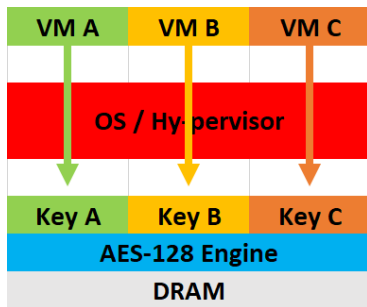 VM A VM B VM C
OS / Hy-pervisor
Key A Key B Key C
AES-128 Engine
DRAM